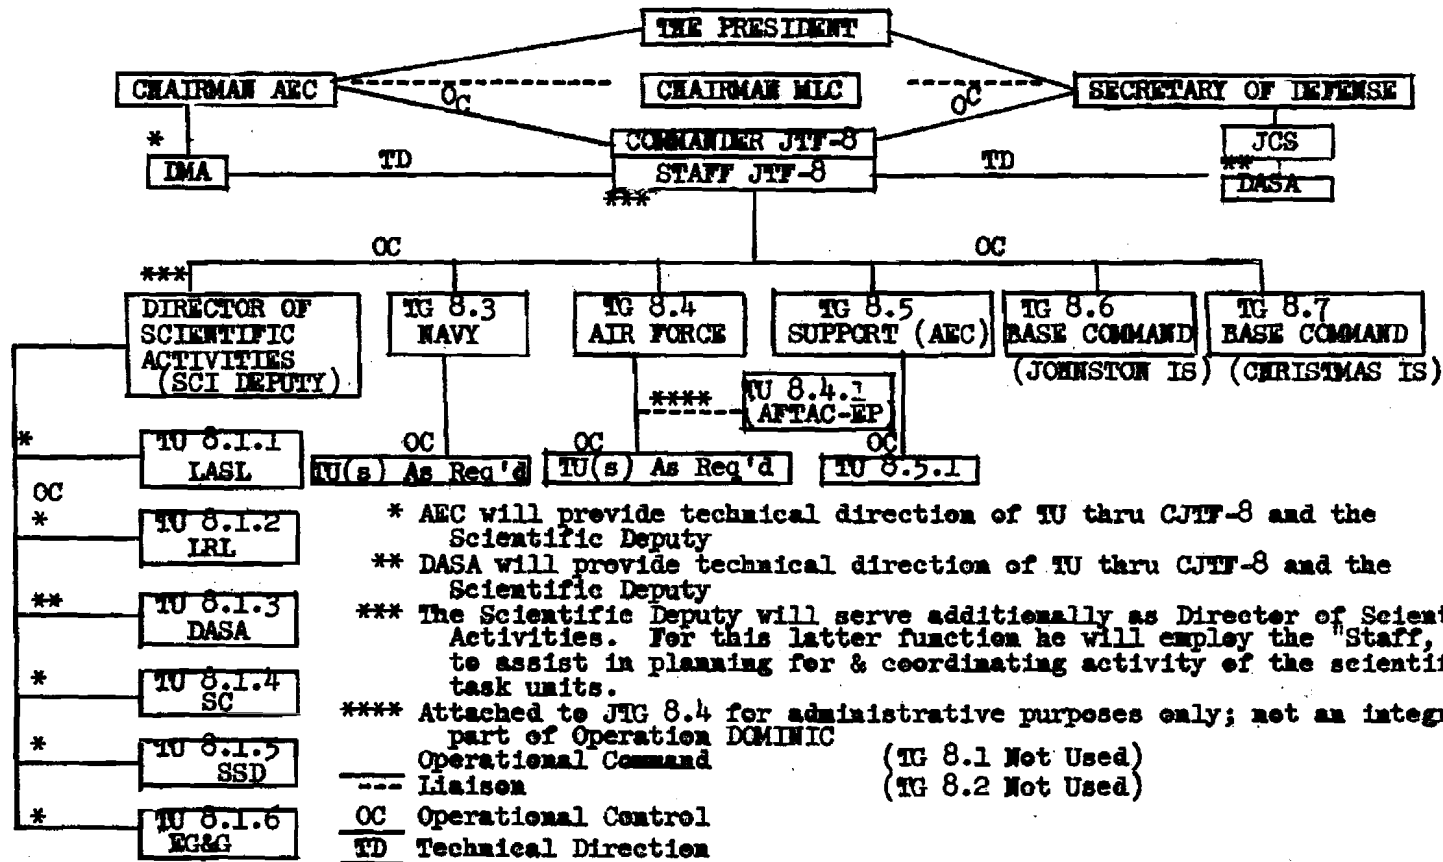 THE PRESIDENT
CHAIRMAN AEC
OC
CHAIRMAN MLC
OC
SECRETARY OF DEFENSE
*
DMA
TD
COMMANDER JTF-8
STAFF JTF-8
***
TD
JCS
**
DASA
OC
OC
***
DIRECTOR OF
SCIENTIFIC
ACTIVITIES
(SCI DEPUTY)
TG 8.3
NAVY
TG 8.4
AIR FORCE
TG 8.5
SUPPORT (AEC)
TG 8.6
BASE COMMAND
(JOHNSTON IS)
TG 8.7
BASE COMMAND
(CHRISTMAS IS)
****
TU 8.4.1
(AFTAC-EP)
OC
TU(s) As Req'd
OC
TU(s) As Req'd
OC
TU 8.5.1
*
TU 8.1.1
LASL
OC
*
TU 8.1.2
LRL
**
TU 8.1.3
DASA
*
TU 8.1.4
SC
*
TU 8.1.5
SSD
*
TU 8.1.6
EG&G
* AEC will provide technical direction of TU thru CJTF-8 and the
Scientific Deputy
** DASA will provide technical direction of TU thru CJTF-8 and the
Scientific Deputy
*** The Scientific Deputy will serve additionally as Director of Scient
Activities. For this latter function he will employ the "Staff,
to assist in planning for & coordinating activity of the scientif
task units.
**** Attached to JTG 8.4 for administrative purposes only; not an integr
part of Operation DOMINIC
Operational Command
(TG 8.1 Not Used)
--- Liaison
(TG 8.2 Not Used)
OC Operational Control
TD Technical Direction